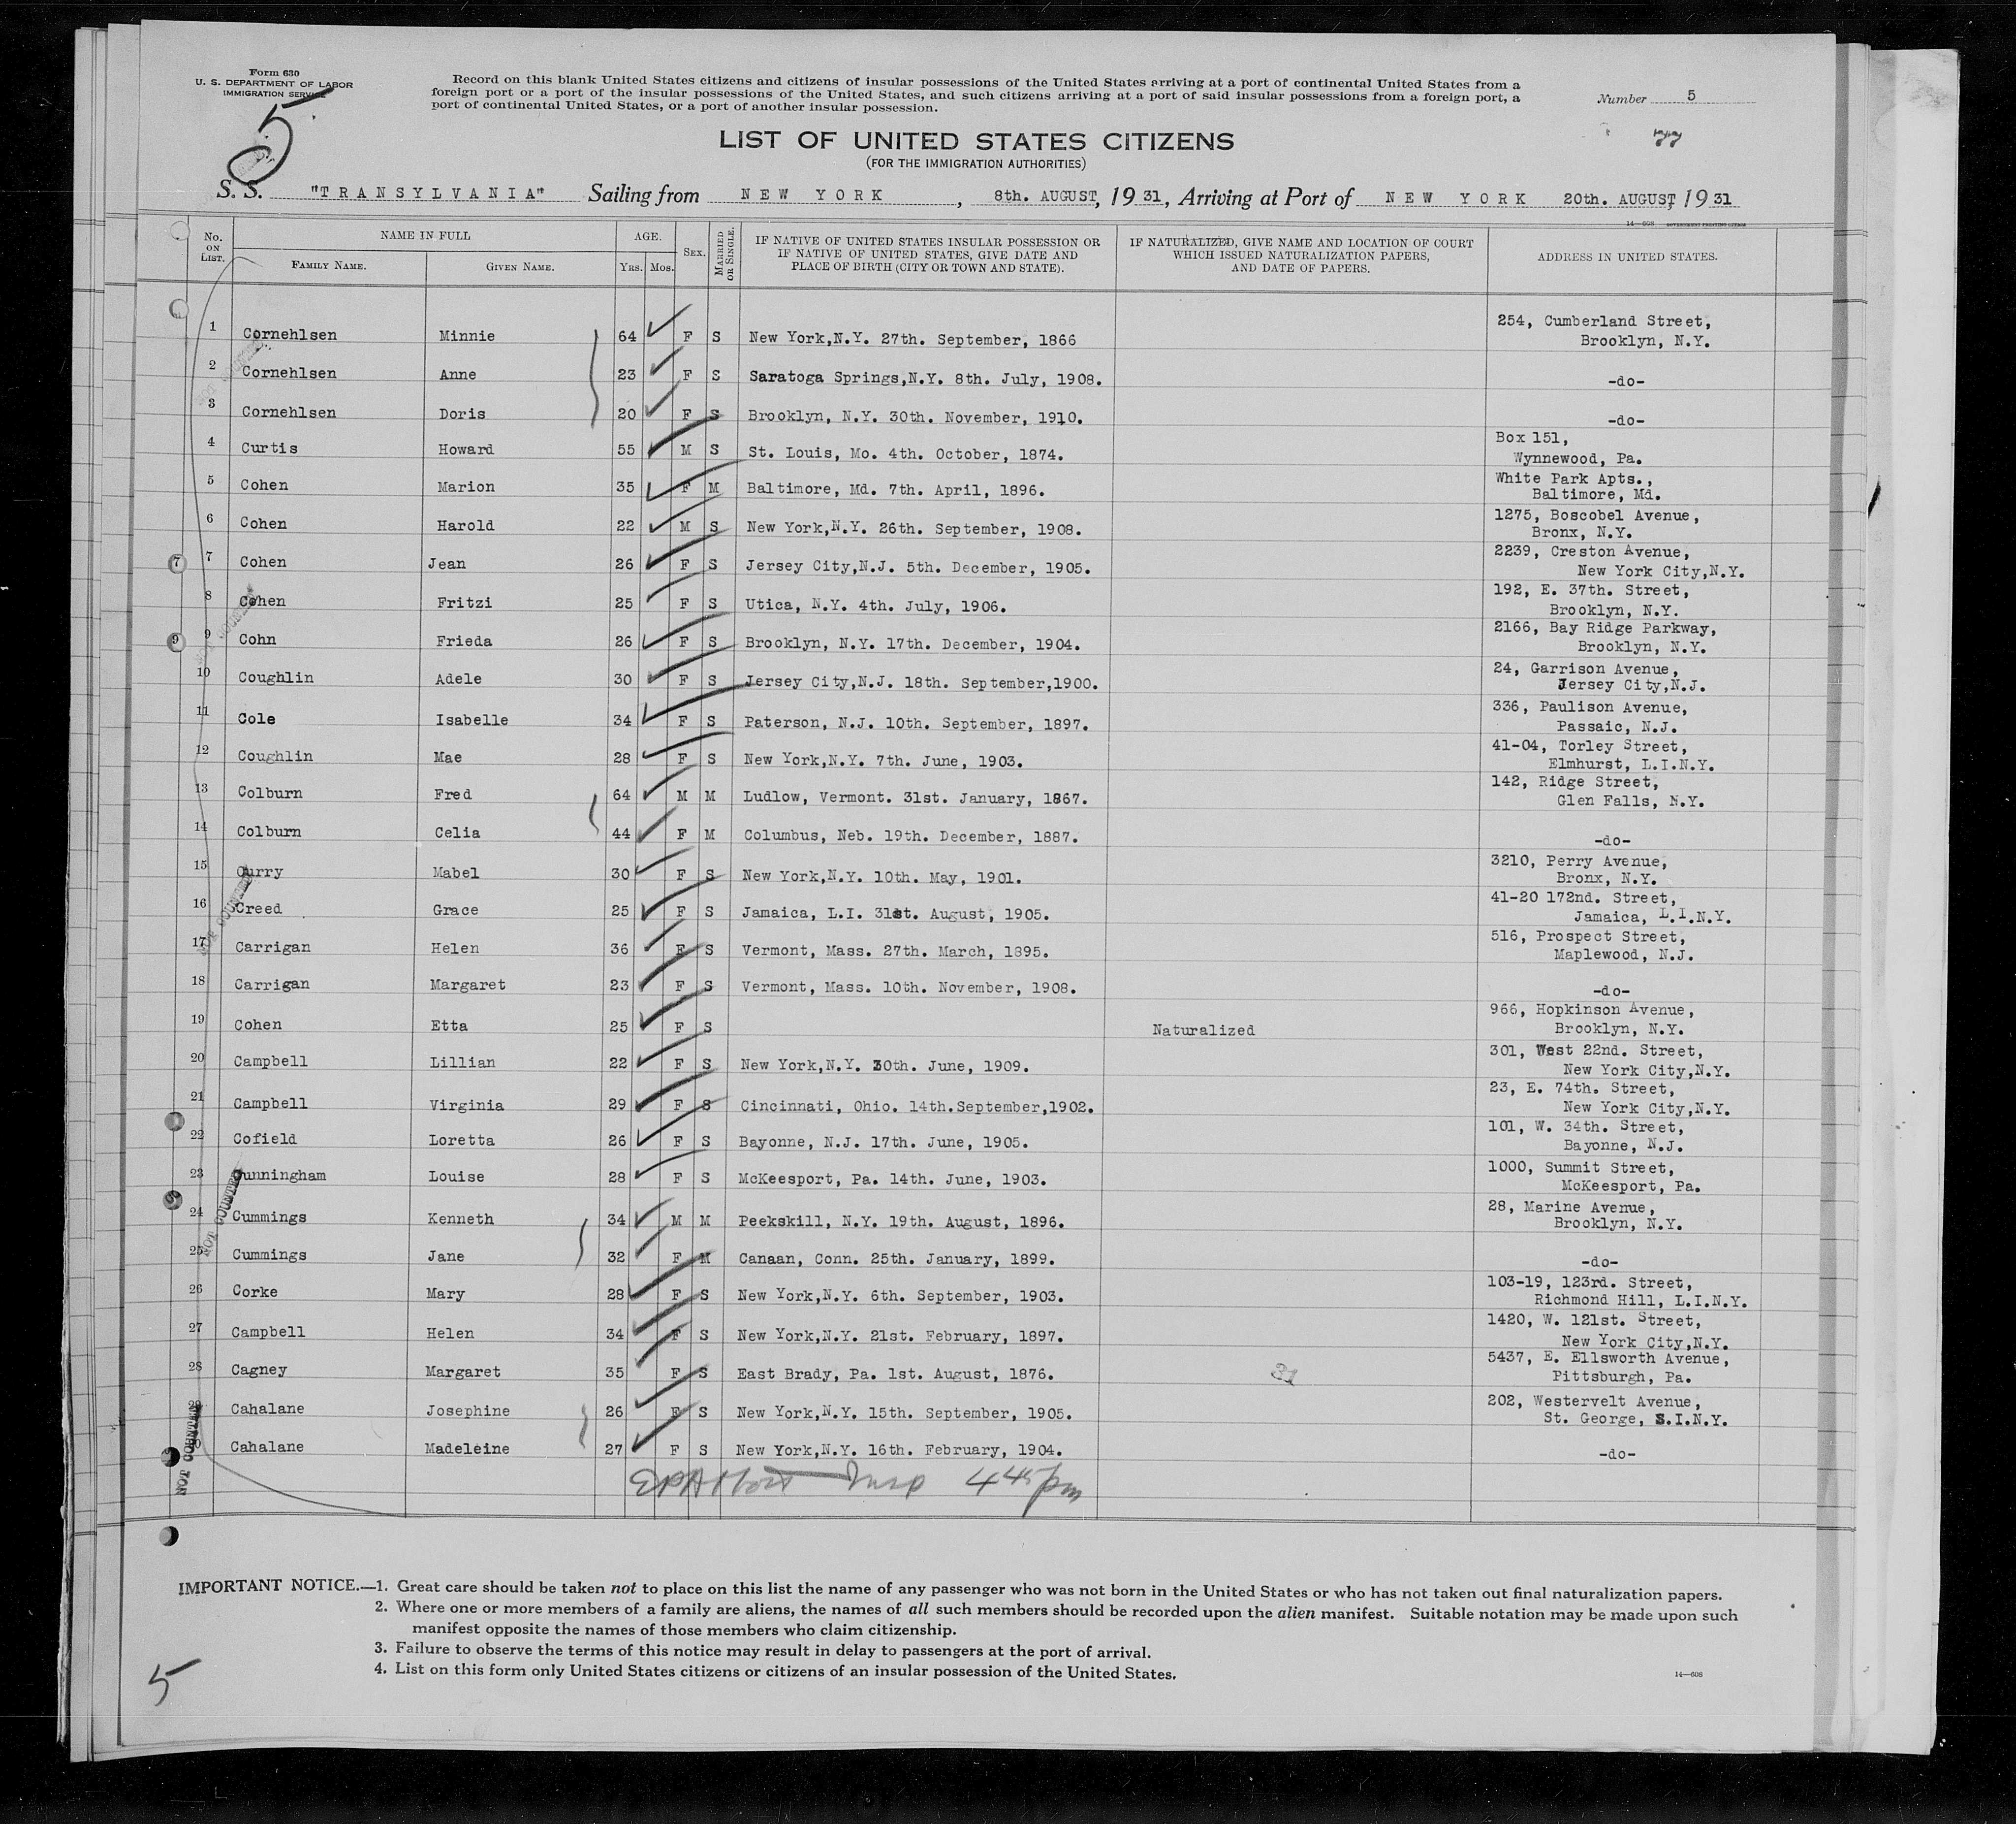 Form 630
U. S. DEPARTMENT OF LABOR
IMMIGRATION SERVICE
5
Record on this blank United States citizens and citizens of insular possessions of the United States arriving at a port of continental United States from a
foreign port or a port of the insular possessions of the United States, and such citizens arriving at a port of said insular possessions from a foreign port, a
port of continental United States, or a port of another insular possession.
Number 5
77
LIST OF UNITED STATES CITIZENS
(FOR THE IMMIGRATION AUTHORITIES)
S. S. "TRANSYLVANIA" Sailing from NEW YORK, 8th. AUGUST, 1931, Arriving at Port of NEW YORK 20th. AUGUST, 1931
14—608 GOVERNMENT PRINTING OFFICE
No. ON LIST. NAME IN FULL FAMILY NAME. GIVEN NAME. AGE. YRS. MOS. SEX. MARRIED OR SINGLE. IF NATIVE OF UNITED STATES INSULAR POSSESSION OR IF NATIVE OF UNITED STATES, GIVE DATE AND PLACE OF BIRTH (CITY OR TOWN AND STATE). IF NATURALIZED, GIVE NAME AND LOCATION OF COURT WHICH ISSUED NATURALIZATION PAPERS, AND DATE OF PAPERS. ADDRESS IN UNITED STATES.
1 Cornehlsen Minnie 64 F S New York,N.Y. 27th. September, 1866 254, Cumberland Street, Brooklyn, N.Y.
2 Cornehlsen Anne 23 F S Saratoga Springs,N.Y. 8th. July, 1908. -do-
3 Cornehlsen Doris 20 F S Brooklyn, N.Y. 30th. November, 1910. -do-
4 Curtis Howard 55 M S St. Louis, Mo. 4th. October, 1874. Box 151, Wynnewood, Pa.
5 Cohen Marion 35 F M Baltimore, Md. 7th. April, 1896. White Park Apts., Baltimore, Md.
6 Cohen Harold 22 M S New York,N.Y. 26th. September, 1908. 1275, Boscobel Avenue, Bronx, N.Y.
7 7 Cohen Jean 26 F S Jersey City,N.J. 5th. December, 1905. 2239, Creston Avenue, New York City,N.Y.
8 Cohen Fritzi 25 F S Utica, N.Y. 4th. July, 1906. 192, E. 37th. Street, Brooklyn, N.Y.
9 9 Cohn Frieda 26 F S Brooklyn, N.Y. 17th. December, 1904. 2166, Bay Ridge Parkway, Brooklyn, N.Y.
10 Coughlin Adele 30 F S Jersey City,N.J. 18th. September,1900. 24, Garrison Avenue, Jersey City,N.J.
11 Cole Isabelle 34 F S Paterson, N.J. 10th. September, 1897. 336, Paulison Avenue, Passaic, N.J.
12 Coughlin Mae 28 F S New York,N.Y. 7th. June, 1903. 41-04, Torley Street, Elmhurst, L.I.N.Y.
13 Colburn Fred 64 M M Ludlow, Vermont. 31st. January, 1867. 142, Ridge Street, Glen Falls, N.Y.
14 Colburn Celia 44 F M Columbus, Neb. 19th. December, 1887. -do-
15 Curry Mabel 30 F S New York,N.Y. 10th. May, 1901. 3210, Perry Avenue, Bronx, N.Y.
16 Creed Grace 25 F S Jamaica, L.I. 31st. August, 1905. 41-20 172nd. Street, Jamaica, L.I.N.Y.
17 Carrigan Helen 36 F S Vermont, Mass. 27th. March, 1895. 516, Prospect Street, Maplewood, N.J.
18 Carrigan Margaret 23 F S Vermont, Mass. 10th. November, 1908. -do-
19 Cohen Etta 25 F S Naturalized 966, Hopkinson Avenue, Brooklyn, N.Y.
20 Campbell Lillian 22 F S New York,N.Y. 30th. June, 1909. 301, West 22nd. Street, New York City,N.Y.
21 Campbell Virginia 29 F S Cincinnati, Ohio. 14th.September,1902. 23, E. 74th. Street, New York City,N.Y.
22 Cofield Loretta 26 F S Bayonne, N.J. 17th. June, 1905. 101, W. 34th. Street, Bayonne, N.J.
23 Cunningham Louise 28 F S McKeesport, Pa. 14th. June, 1903. 1000, Summit Street, McKeesport, Pa.
24 Cummings Kenneth 34 M M Peekskill, N.Y. 19th. August, 1896. 28, Marine Avenue, Brooklyn, N.Y.
25 Cummings Jane 32 F M Canaan, Conn. 25th. January, 1899. -do-
26 Corke Mary 28 F S New York,N.Y. 6th. September, 1903. 103-19, 123rd. Street, Richmond Hill, L.I.N.Y.
27 Campbell Helen 34 F S New York,N.Y. 21st. February, 1897. 1420, W. 121st. Street, New York City,N.Y.
28 Cagney Margaret 35 F S East Brady, Pa. 1st. August, 1876. 31 5437, E. Ellsworth Avenue, Pittsburgh, Pa.
29 Cahalane Josephine 26 F S New York,N.Y. 15th. September, 1905. 202, Westervelt Avenue, St. George, S.I.N.Y.
30 Cahalane Madeleine 27 F S New York,N.Y. 16th. February, 1904. -do-
NOT COUNTED
4 45 pm
IMPORTANT NOTICE.—1. Great care should be taken not to place on this list the name of any passenger who was not born in the United States or who has not taken out final naturalization papers.
2. Where one or more members of a family are aliens, the names of all such members should be recorded upon the alien manifest. Suitable notation may be made upon such
manifest opposite the names of those members who claim citizenship.
3. Failure to observe the terms of this notice may result in delay to passengers at the port of arrival.
4. List on this form only United States citizens or citizens of an insular possession of the United States.
14—608
5